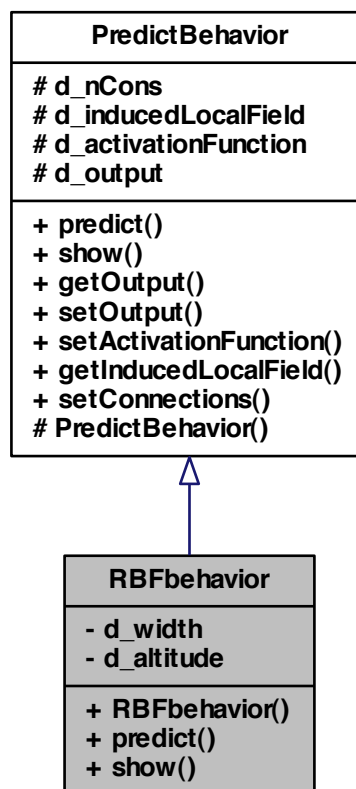 PredictBehavior
# d_nCons
# d_inducedLocalField
# d_activationFunction
# d_output
+ predict()
+ show()
+ getOutput()
+ setOutput()
+ setActivationFunction()
+ getInducedLocalField()
+ setConnections()
# PredictBehavior()
RBFbehavior
- d_width
- d_altitude
+ RBFbehavior()
+ predict()
+ show()